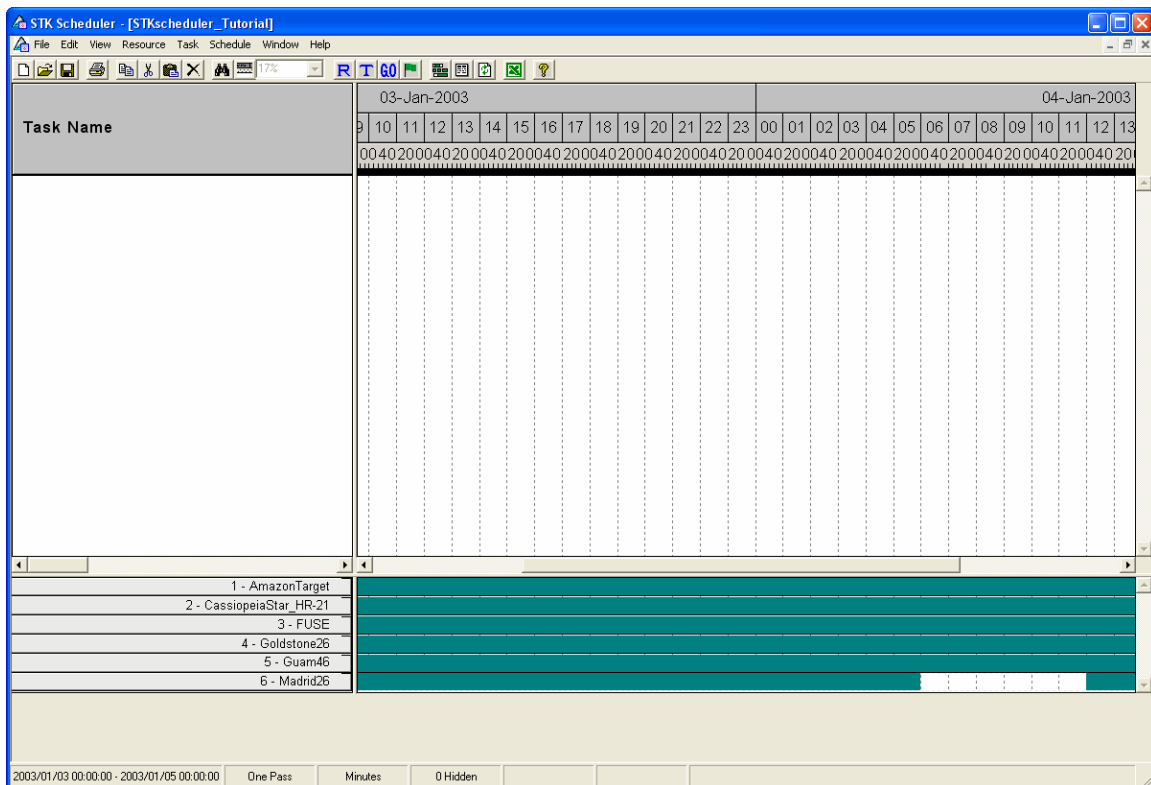 STK Scheduler - [STKscheduler_Tutorial]
File Edit View Resource Task Schedule Window Help
17% R T GO ?
Task Name
03-Jan-2003 04-Jan-2003
9 10 11 12 13 14 15 16 17 18 19 20 21 22 23 00 01 02 03 04 05 06 07 08 09 10 11 12 13
1 - AmazonTarget
2 - CassiopeiaStar_HR-21
3 - FUSE
4 - Goldstone26
5 - Guam46
6 - Madrid26
2003/01/03 00:00:00 - 2003/01/05 00:00:00 One Pass Minutes 0 Hidden